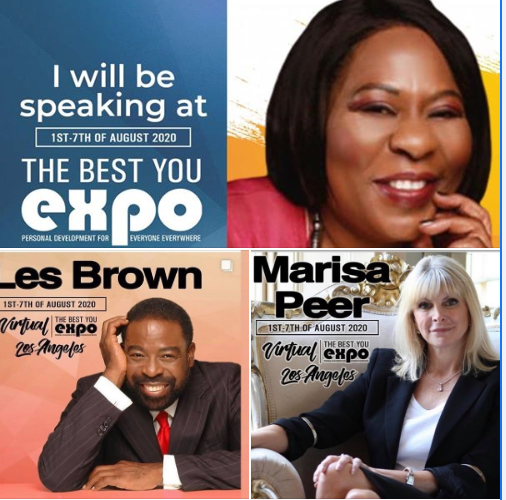 I will be
speaking at
1ST-7TH OF AUGUST 2020
THE BEST YOU
expo
PERSONAL DEVELOPMENT FOR EVERYONE EVERYWHERE
Les Brown
1ST-7TH OF AUGUST 2020
Virtual THE BEST YOU
expo
Los Angeles
Marisa
Peer
1ST-7TH OF AUGUST 2020
Virtual THE BEST YOU
expo
Los Angeles